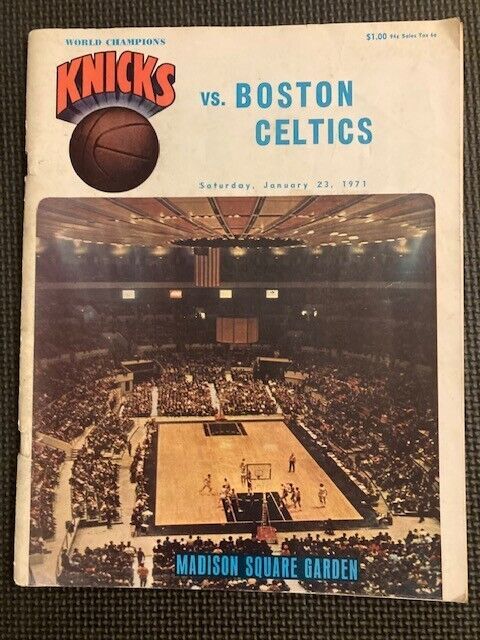 WORLD CHAMPIONS
KNICKS
$1.00 94¢ Sales Tax 6¢
vs. BOSTON
CELTICS
Saturday, January 23, 1971
MADISON SQUARE GARDEN